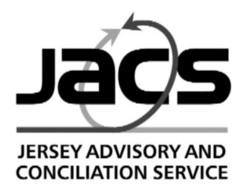 JACS
JERSEY ADVISORY AND
CONCILIATION SERVICE